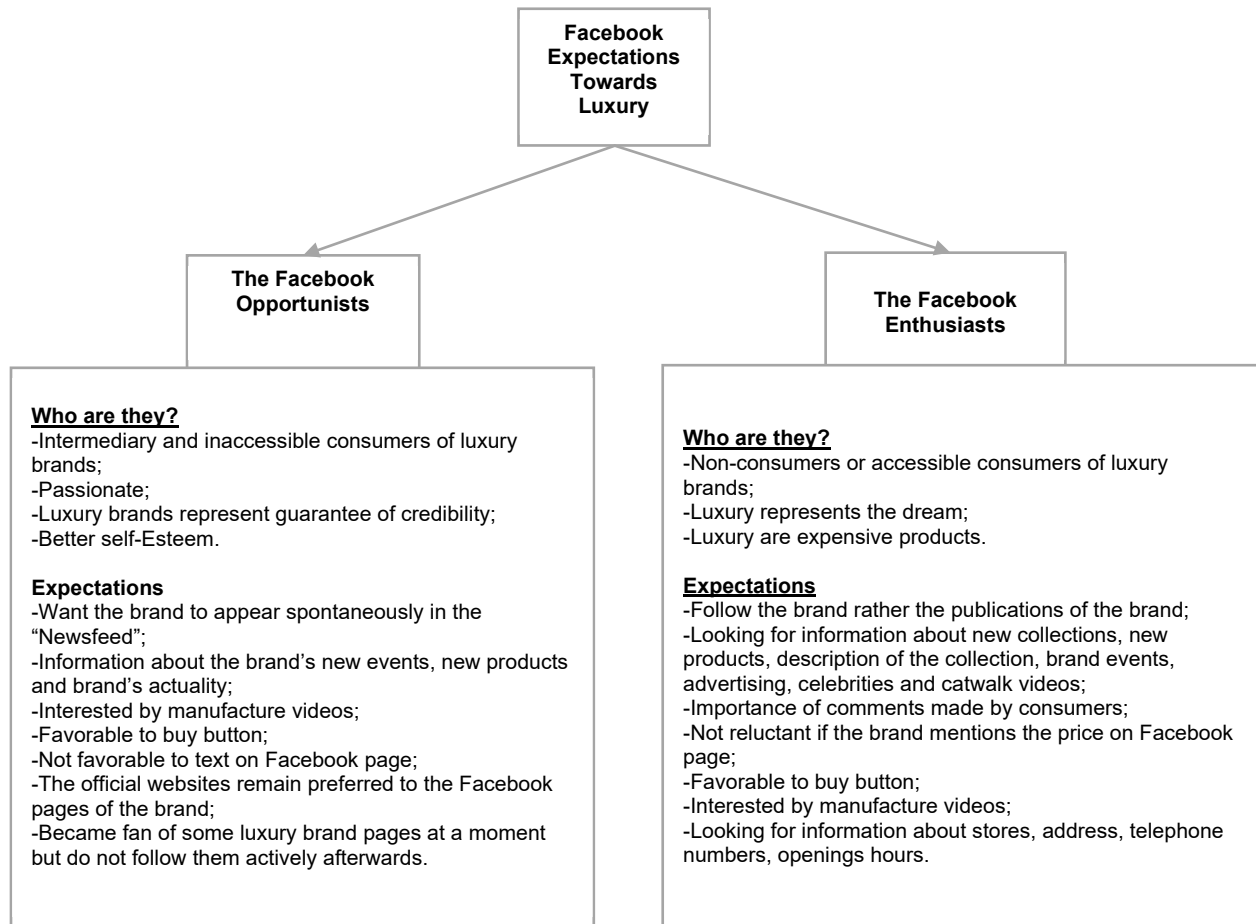 Facebook
Expectations
Towards
Luxury
The Facebook
Opportunists
The Facebook
Enthusiasts
Who are they?
-Intermediary and inaccessible consumers of luxury
brands;
-Passionate;
-Luxury brands represent guarantee of credibility;
-Better self-Esteem.
Expectations
-Want the brand to appear spontaneously in the
“Newsfeed”;
-Information about the brand’s new events, new products
and brand’s actuality;
-Interested by manufacture videos;
-Favorable to buy button;
-Not favorable to text on Facebook page;
-The official websites remain preferred to the Facebook
pages of the brand;
-Became fan of some luxury brand pages at a moment
but do not follow them actively afterwards.
Who are they?
-Non-consumers or accessible consumers of luxury
brands;
-Luxury represents the dream;
-Luxury are expensive products.
Expectations
-Follow the brand rather the publications of the brand;
-Looking for information about new collections, new
products, description of the collection, brand events,
advertising, celebrities and catwalk videos;
-Importance of comments made by consumers;
-Not reluctant if the brand mentions the price on Facebook
page;
-Favorable to buy button;
-Interested by manufacture videos;
-Looking for information about stores, address, telephone
numbers, openings hours.